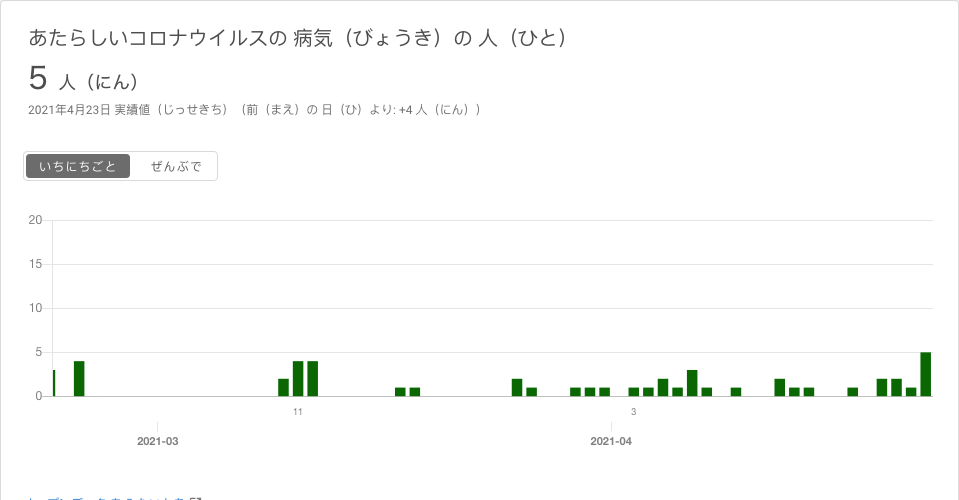 あたらしいコロナウイルスの 病気（びょうき）の 人（ひと）
5 人（にん）
2021年4月23日 実績値（じっせきち）（前（まえ）の 日（ひ）より: +4 人（にん））
いちにちごと ぜんぶで
20
15
10
5
0
11 3
2021-03 2021-04